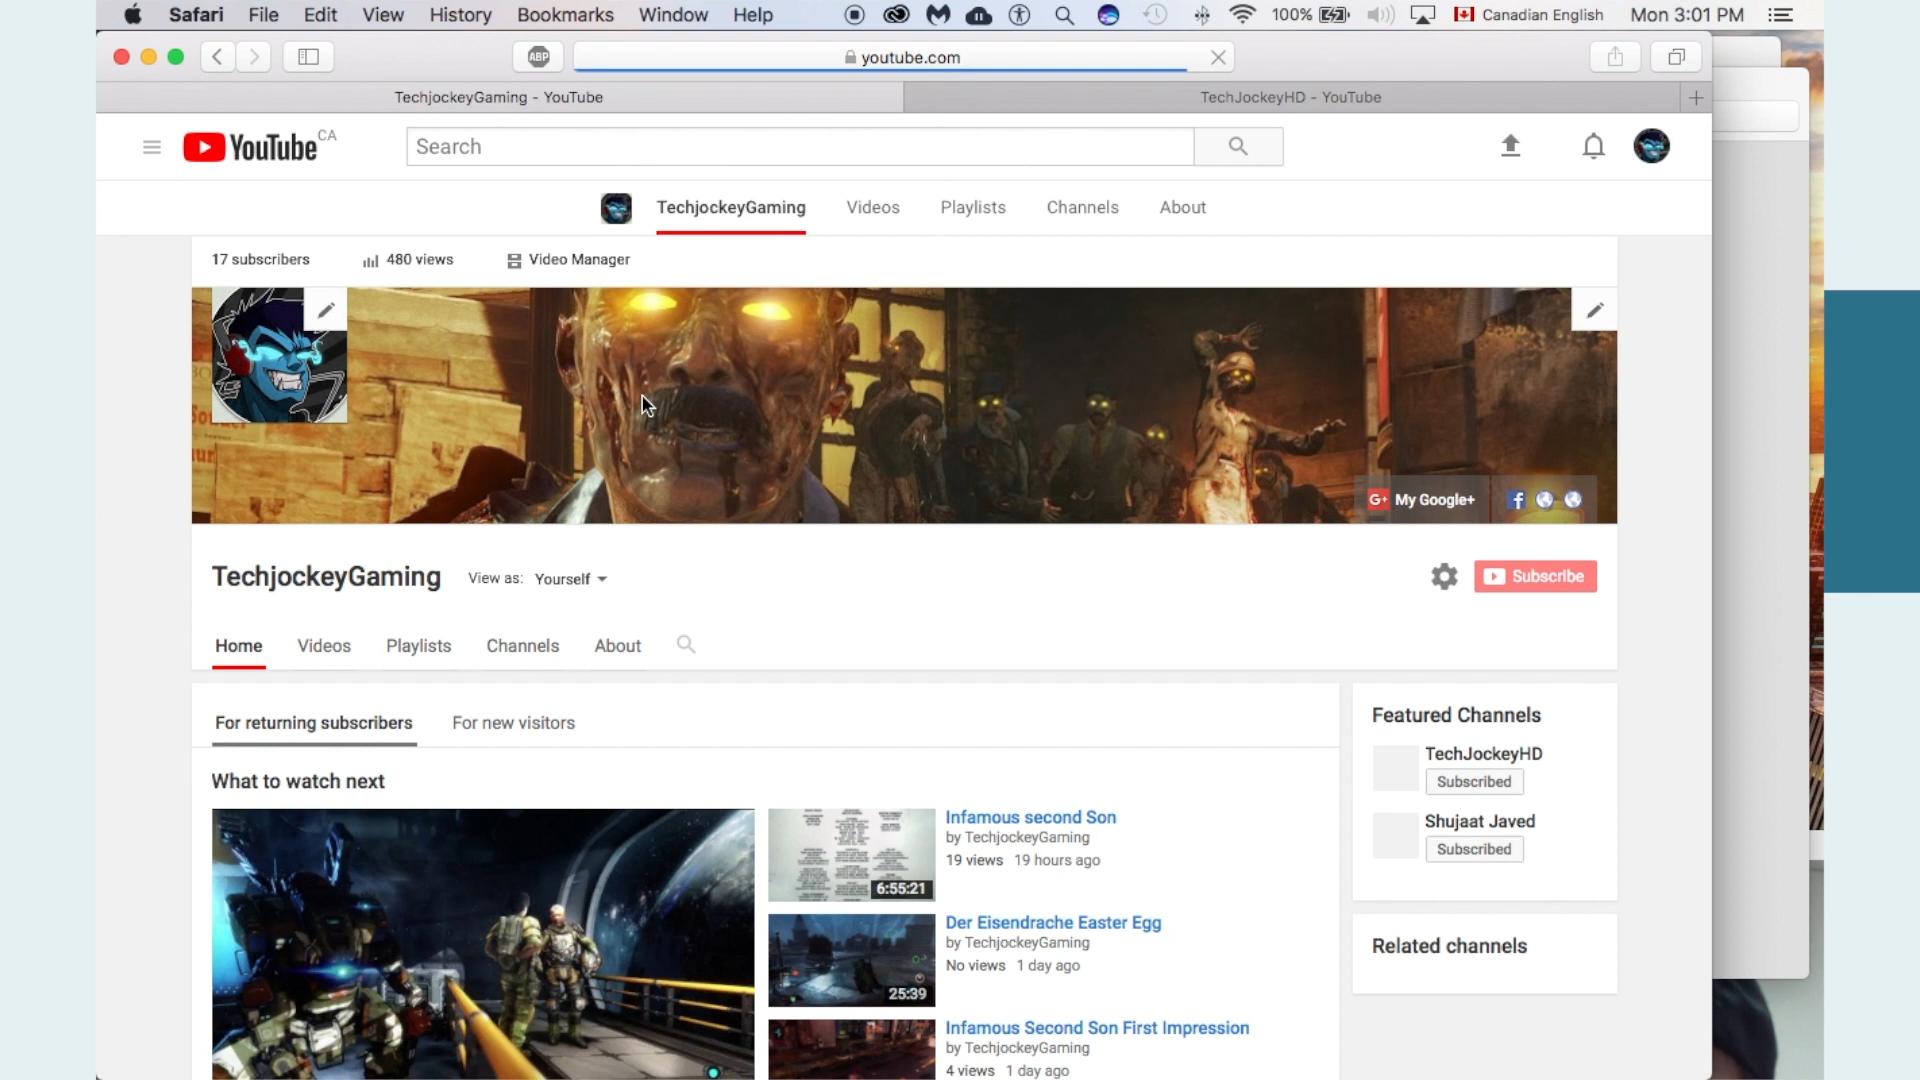 Safari File Edit View History Bookmarks Window Help 100% Canadian English Mon 3:01 PM
ABP youtube.com
TechjockeyGaming - YouTube TechJockeyHD - YouTube
YouTube CA Search
TechjockeyGaming Videos Playlists Channels About
17 subscribers 480 views Video Manager
G+ My Google+
TechjockeyGaming View as: Yourself Subscribe
Home Videos Playlists Channels About
For returning subscribers For new visitors
What to watch next
Infamous second Son
by TechjockeyGaming
19 views 19 hours ago
6:55:21
Der Eisendrache Easter Egg
by TechjockeyGaming
No views 1 day ago
25:39
Infamous Second Son First Impression
by TechjockeyGaming
4 views 1 day ago
Featured Channels
TechJockeyHD
Subscribed
Shujaat Javed
Subscribed
Related channels